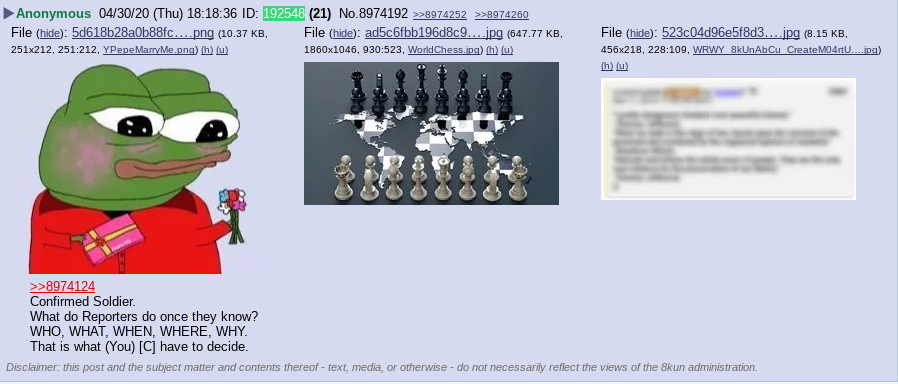 ▶Anonymous 04/30/20 (Thu) 18:18:36 ID: 192548 (21) No.8974192 >>8974252 >>8974260
File (hide): 5d618b28a0b88fc….png (10.37 KB, 251x212, 251:212, YPepeMarryMe.png) (h) (u)
File (hide): ad5c6fbb196d8c9….jpg (647.77 KB, 1860x1046, 930:523, WorldChess.jpg) (h) (u)
File (hide): 523c04d96e5f8d3….jpg (8.15 KB, 456x218, 228:109, WRWY_8kUnAbCu_CreateM04rtU….jpg) (h) (u)
>>8974124
Confirmed Soldier.
What do Reporters do once they know?
WHO, WHAT, WHEN, WHERE, WHY.
That is what (You) [C] have to decide.
Disclaimer: this post and the subject matter and contents thereof - text, media, or otherwise - do not necessarily reflect the views of the 8kun administration.